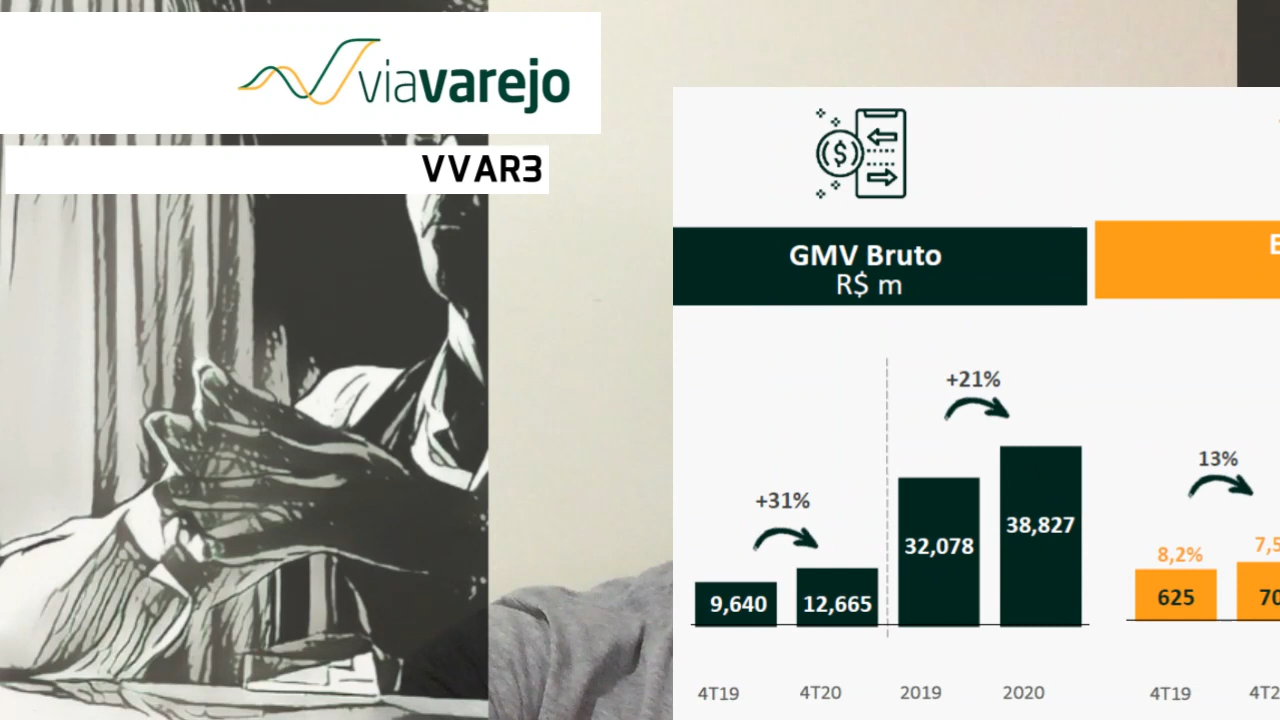 viavarejo
VVAR3
$
GMV Bruto
R$ m
+21%
+31%
9,640
12,665
32,078
38,827
4T19
4T20
2019
2020
13%
8,2%
625
4T19